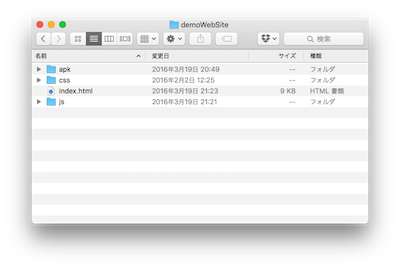 demoWebSite
検索
名前 変更日 サイズ 種類
apk 2016年3月19日 20:49 -- フォルダ
css 2016年2月2日 12:25 -- フォルダ
index.html 2016年3月19日 21:23 9 KB HTML 書類
js 2016年3月19日 21:21 -- フォルダ